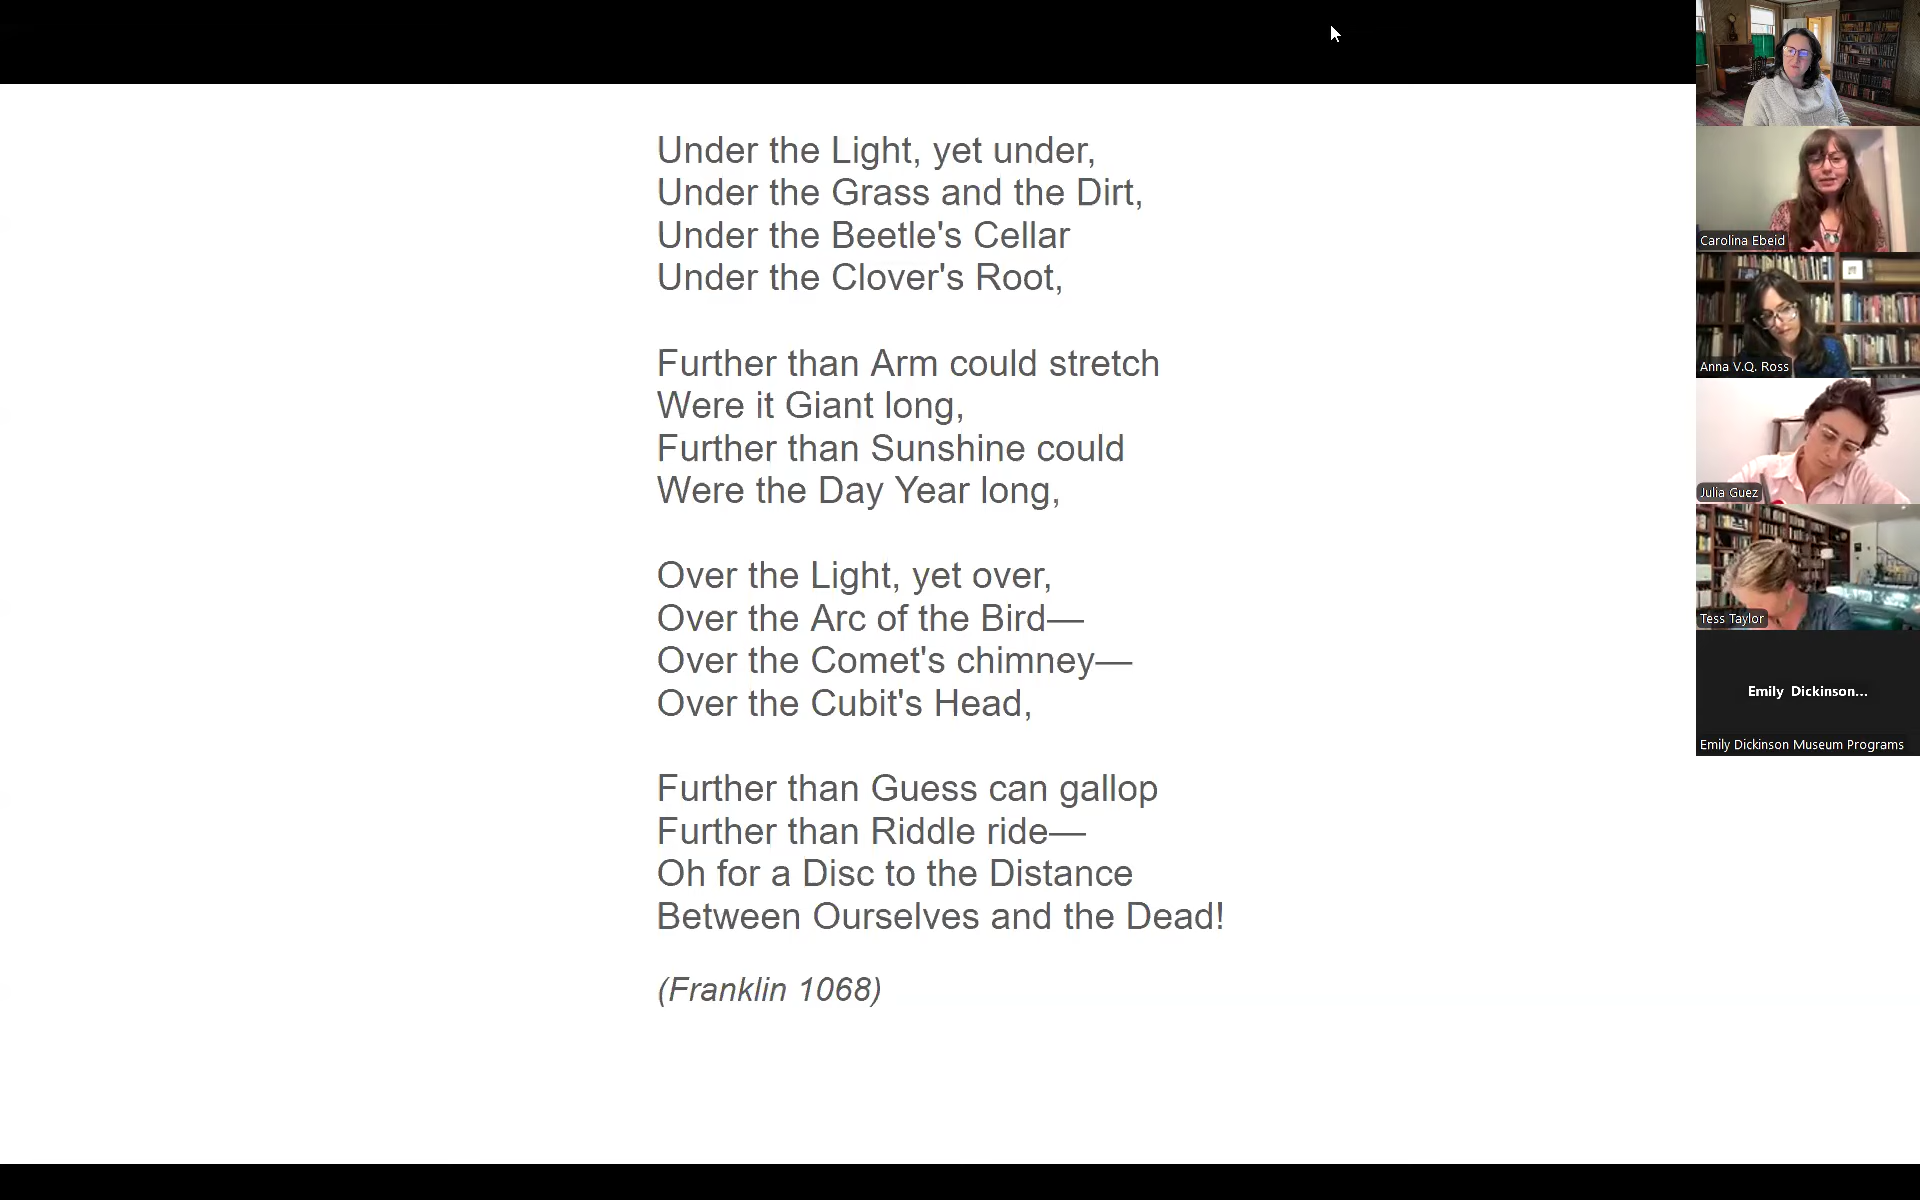 Under the Light, yet under,
Under the Grass and the Dirt,
Under the Beetle's Cellar
Under the Clover's Root,
Further than Arm could stretch
Were it Giant long,
Further than Sunshine could
Were the Day Year long,
Over the Light, yet over,
Over the Arc of the Bird—
Over the Comet's chimney—
Over the Cubit's Head,
Further than Guess can gallop
Further than Riddle ride—
Oh for a Disc to the Distance
Between Ourselves and the Dead!
(Franklin 1068)
Carolina Ebeid
Anna V.Q. Ross
Julia Guez
Tess Taylor
Emily Dickinson...
Emily Dickinson Museum Programs